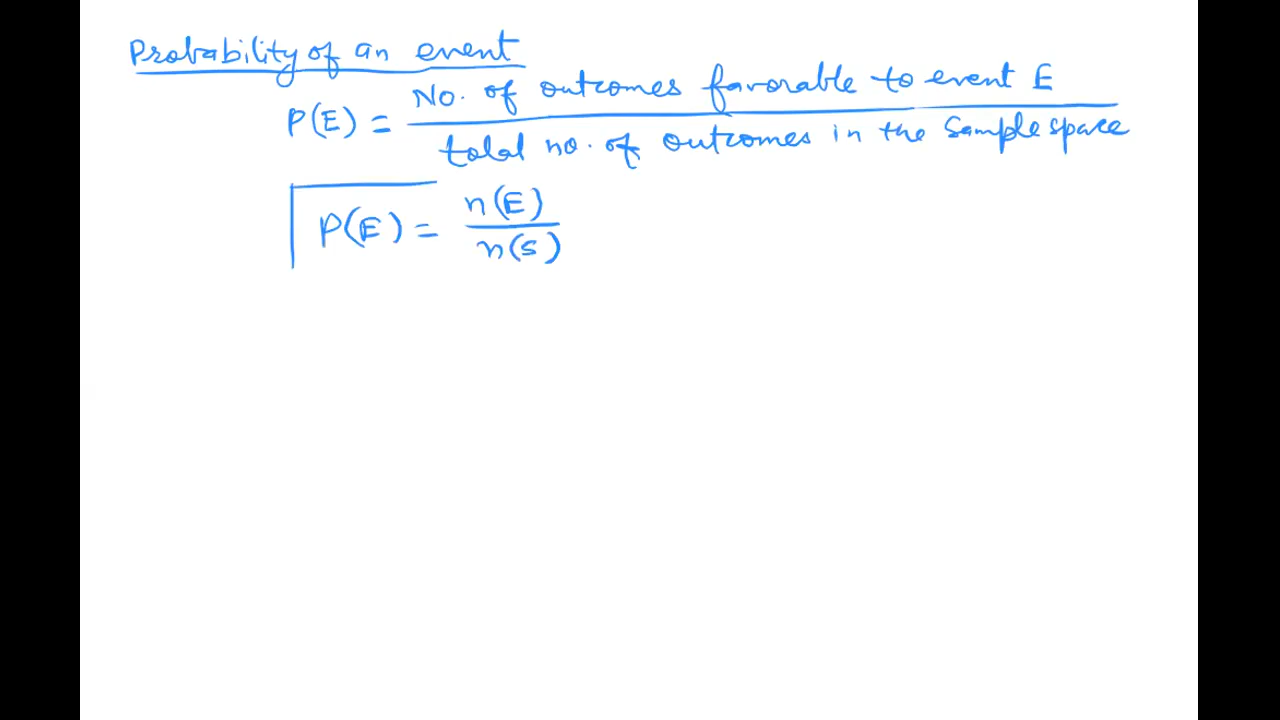 Probability of an event
P(E) = No. of outcomes favorable to event E / total no. of outcomes in the sample space
P(E) = n(E) / n(S)